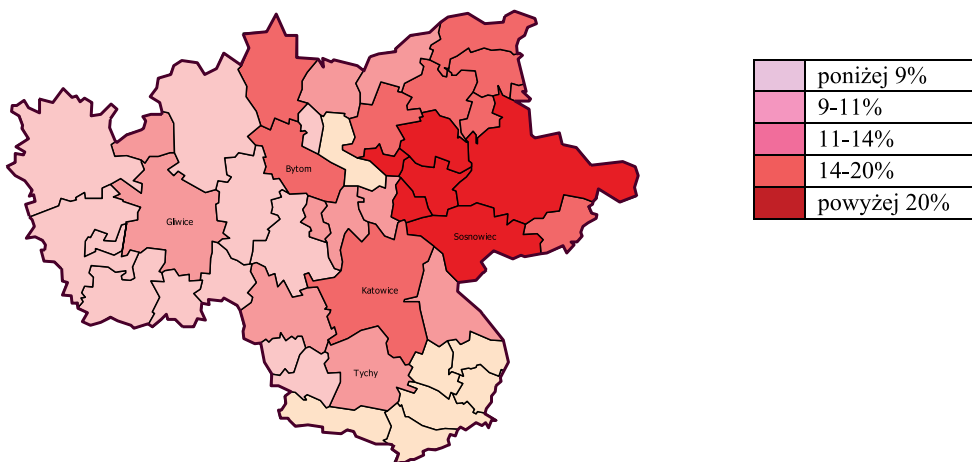 Bytom
Gliwice
Sosnowiec
Katowice
Tychy
poniżej 9%
9-11%
11-14%
14-20%
powyżej 20%